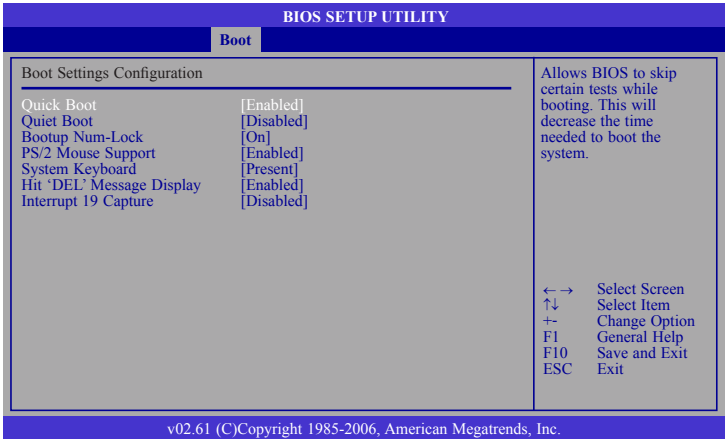 BIOS SETUP UTILITY
Boot
Boot Settings Configuration
Quick Boot [Enabled]
Quiet Boot [Disabled]
Bootup Num-Lock [On]
PS/2 Mouse Support [Enabled]
System Keyboard [Present]
Hit ‘DEL’ Message Display [Enabled]
Interrupt 19 Capture [Disabled]
Allows BIOS to skip
certain tests while
booting. This will
decrease the time
needed to boot the
system.
←→ Select Screen
↑↓ Select Item
+- Change Option
F1 General Help
F10 Save and Exit
ESC Exit
v02.61 (C)Copyright 1985-2006, American Megatrends, Inc.